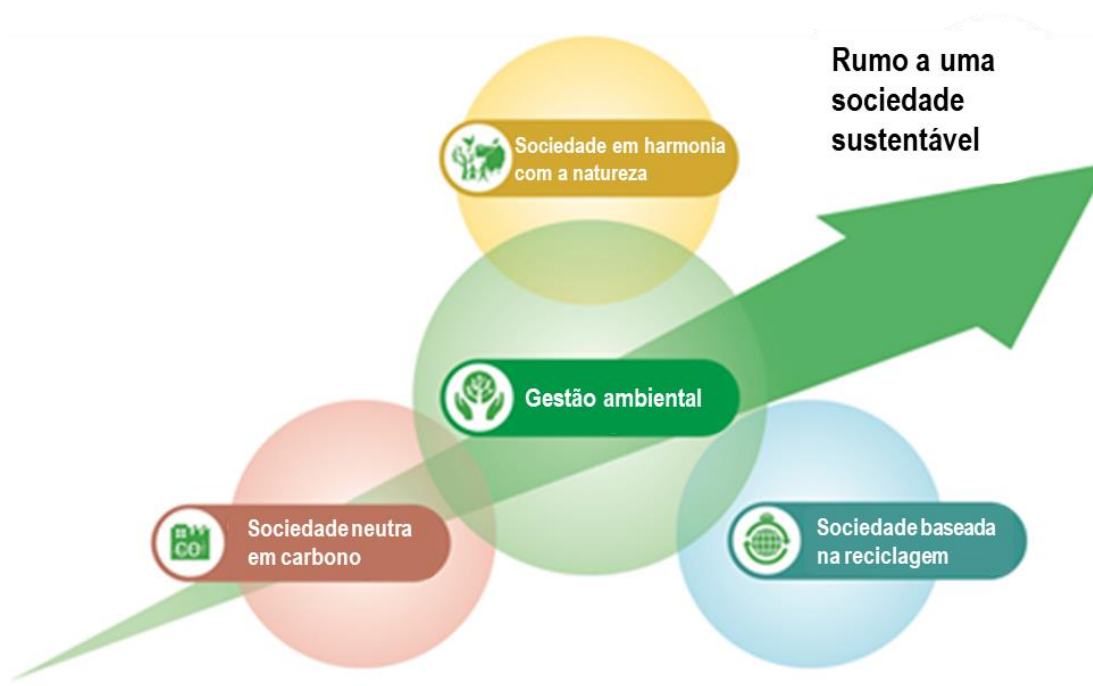 Rumo a uma
sociedade
sustentável
Sociedade em harmonia
com a natureza
Gestão ambiental
Sociedade neutra
em carbono
CO
Sociedade baseada
na reciclagem